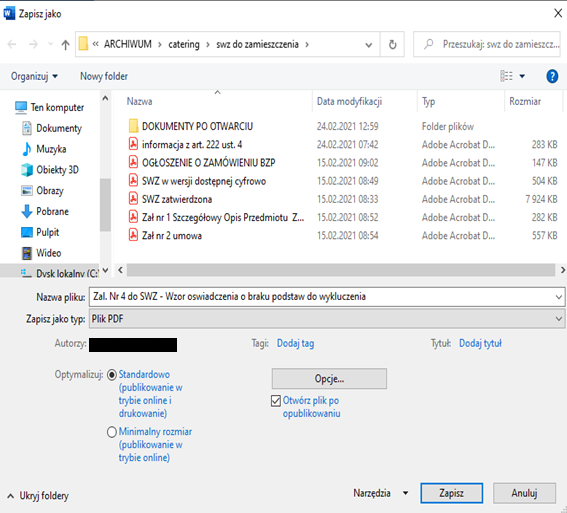 Zapisz jako
« ARCHIWUM › catering › swz do zamieszczenia ›
Przeszukaj: swz do zamieszcz...
Organizuj
Nowy folder
Nazwa Data modyfikacji Typ Rozmiar
Ten komputer
Dokumenty
Muzyka
Obiekty 3D
Obrazy
Pobrane
Pulpit
Wideo
Dysk lokalny (C:)
DOKUMENTY PO OTWARCIU 24.02.2021 12:59 Folder plików
informacja z art. 222 ust. 4 24.02.2021 07:42 Adobe Acrobat D... 283 KB
OGŁOSZENIE O ZAMÓWIENIU BZP 15.02.2021 09:02 Adobe Acrobat D... 147 KB
SWZ w wersji dostępnej cyfrowo 15.02.2021 08:49 Adobe Acrobat D... 504 KB
SWZ zatwierdzona 15.02.2021 08:33 Adobe Acrobat D... 7 924 KB
Zał nr 1 Szczegółowy Opis Przedmiotu Z... 15.02.2021 08:52 Adobe Acrobat D... 282 KB
Zał nr 2 umowa 15.02.2021 08:54 Adobe Acrobat D... 557 KB
Nazwa pliku: Zal. Nr 4 do SWZ - Wzor oswiadczenia o braku podstaw do wykluczenia
Zapisz jako typ: Plik PDF
Autorzy:
Tagi: Dodaj tag
Tytuł: Dodaj tytuł
Optymalizuj:
Standardowo
(publikowanie w
trybie online i
drukowanie)
Minimalny rozmiar
(publikowanie w
trybie online)
Opcje...
Otwórz plik po
opublikowaniu
Ukryj foldery
Narzędzia
Zapisz
Anuluj